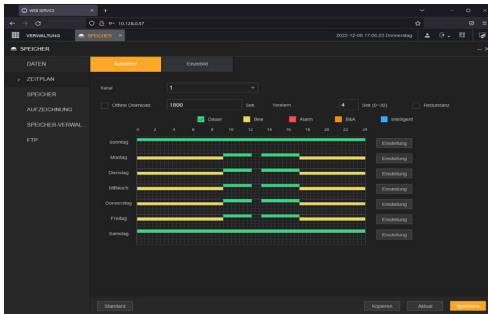 WEB SERVICE
10.128.0.57
VERWALTUNG SPEICHER 2022-12-08 17:00:23 Donnerstag
SPEICHER
DATEN
ZEITPLAN
SPEICHER
AUFZEICHNUNG
SPEICHER-VERWAL...
FTP
Aufnahme Einzelbild
Kanal 1
Offline Download 1800 Sek. Voralarm 4 Sek.(0~30) Redundanz
Dauer Bew Alarm B&A Intelligent
0 2 4 6 8 10 12 14 16 18 20 22 24
Sonntag Einstellung
Montag Einstellung
Dienstag Einstellung
Mittwoch Einstellung
Donnerstag Einstellung
Freitag Einstellung
Samstag Einstellung
Standard Kopieren Aktuar Speichern